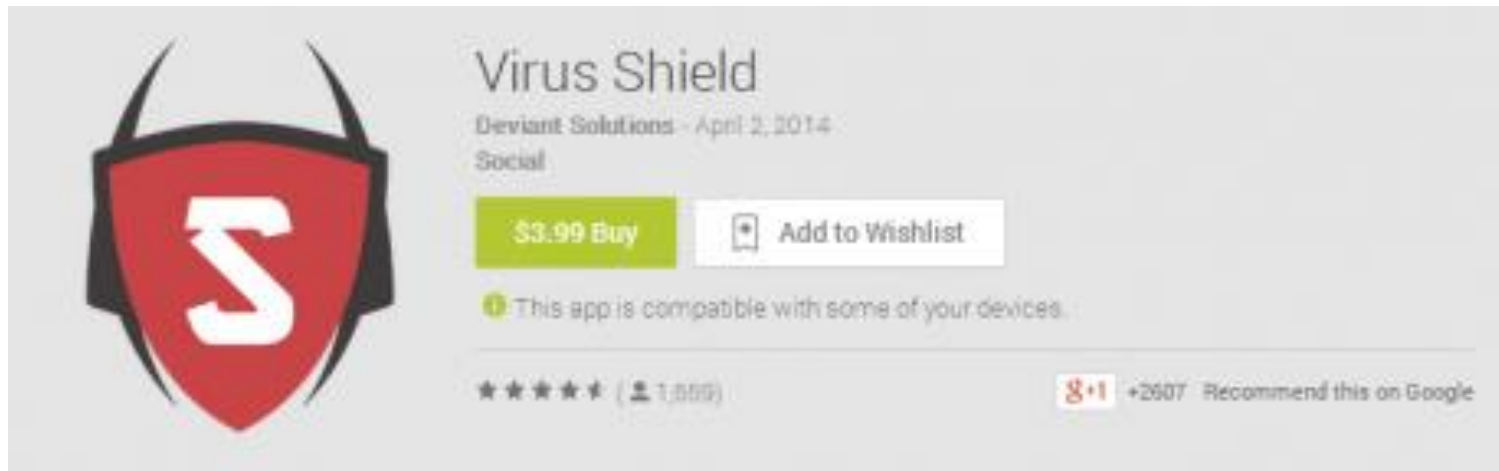 S
Virus Shield
Deviant Solutions - April 2, 2014
Social
$3.99 Buy
Add to Wishlist
This app is compatible with some of your devices.
g+1 +2607 Recommend this on Google